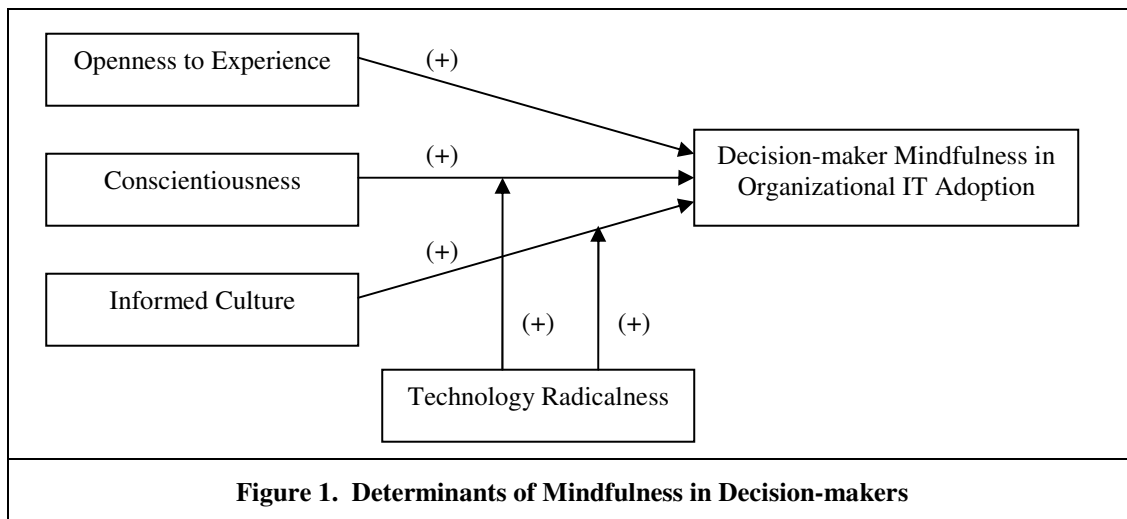 Openness to Experience
(+)
Conscientiousness
(+)
Decision-maker Mindfulness in
Organizational IT Adoption
Informed Culture
(+)
(+)
(+)
Technology Radicalness
Figure 1. Determinants of Mindfulness in Decision-makers